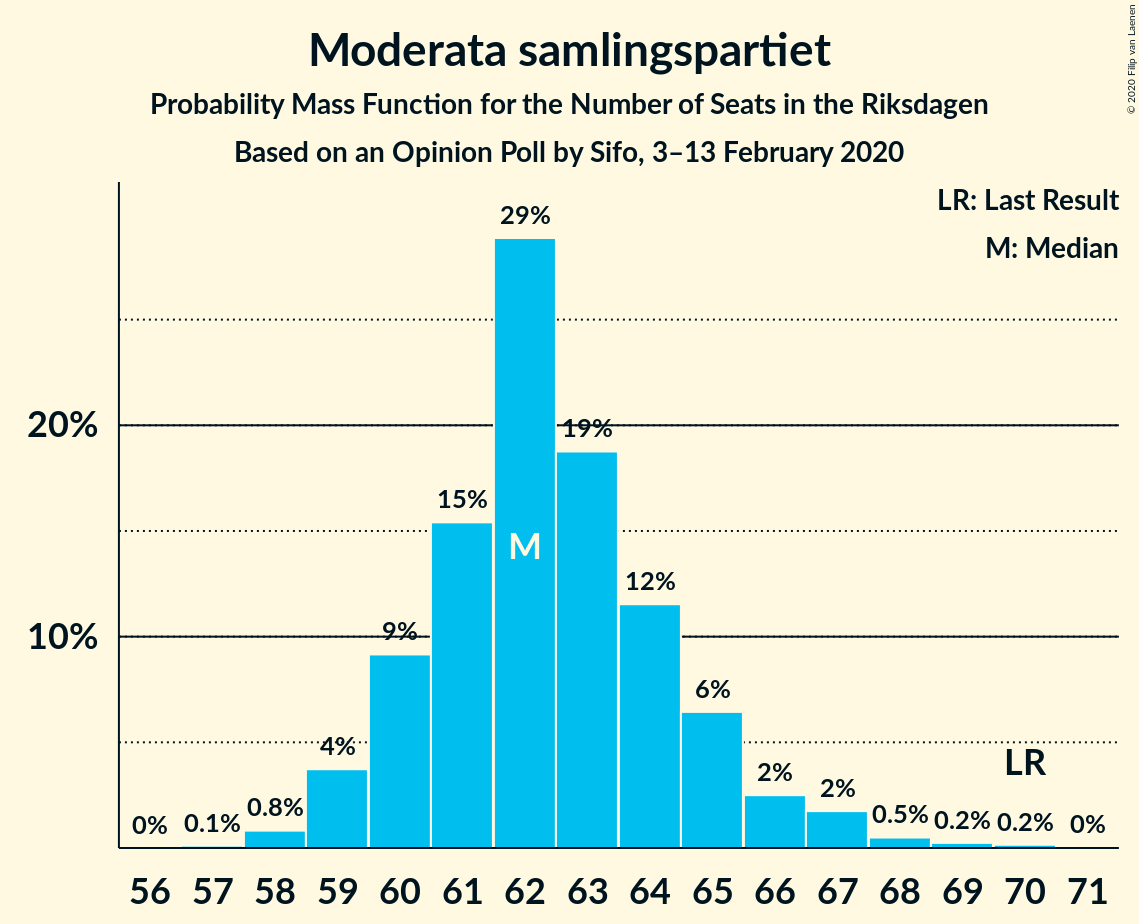 Moderata samlingspartiet
Probability Mass Function for the Number of Seats in the Riksdagen
Based on an Opinion Poll by Sifo, 3–13 February 2020
© 2020 Filip van Laenen
LR: Last Result
M: Median
20%
10%
0%
0.1%
0.8%
4%
9%
15%
29%
M
19%
12%
6%
2%
2%
0.5%
0.2%
LR
0.2%
0%
56 57 58 59 60 61 62 63 64 65 66 67 68 69 70 71